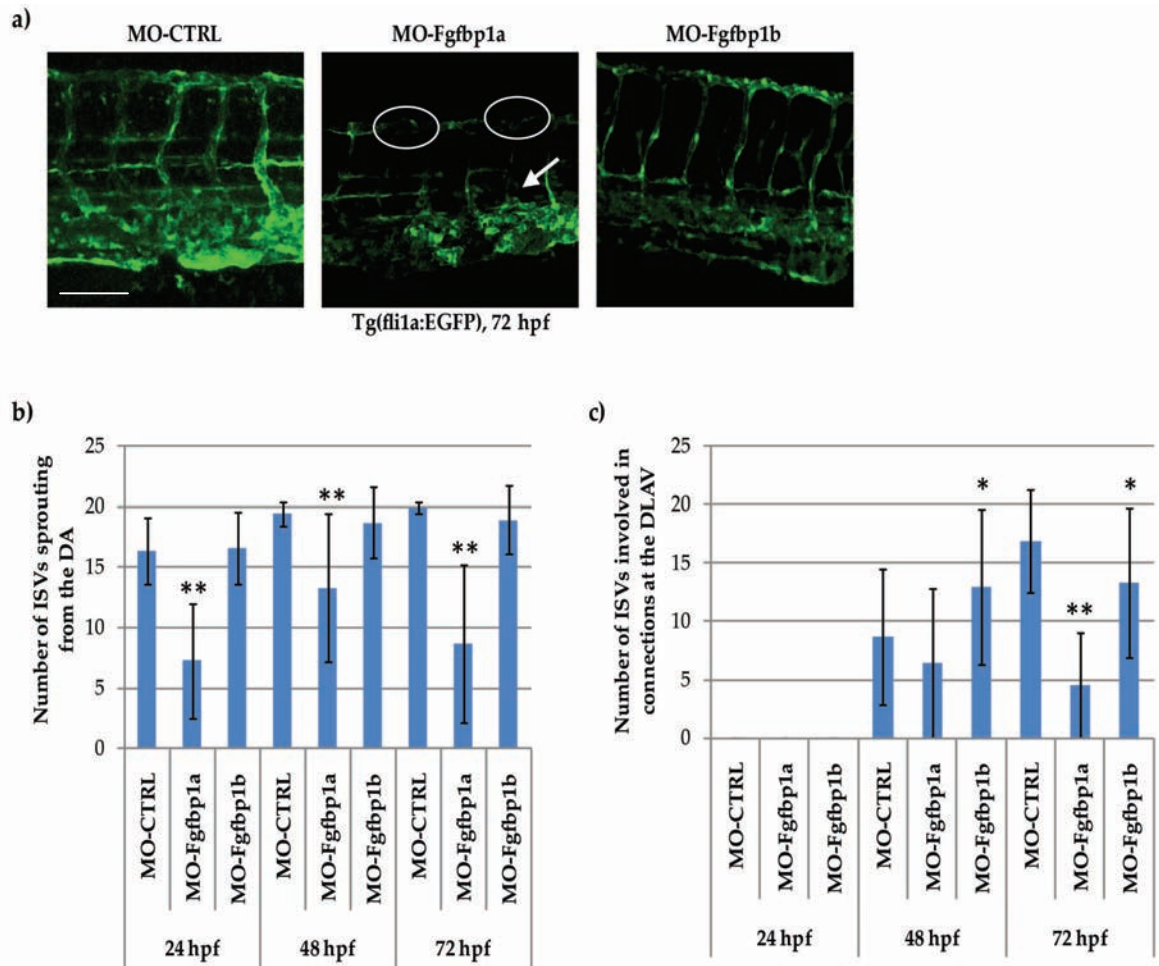 a)
MO-CTRL
MO-Fgfbp1a
MO-Fgfbp1b
Tg(fli1a:EGFP), 72 hpf
b)
Number of ISVs sprouting
from the DA
25
20
15
10
5
0
**
**
**
MO-CTRL
MO-Fgfbp1a
MO-Fgfbp1b
MO-CTRL
MO-Fgfbp1a
MO-Fgfbp1b
MO-CTRL
MO-Fgfbp1a
MO-Fgfbp1b
24 hpf
48 hpf
72 hpf
c)
Number of ISVs involved in
connections at the DLAV
25
20
15
10
5
0
*
**
*
MO-CTRL
MO-Fgfbp1a
MO-Fgfbp1b
MO-CTRL
MO-Fgfbp1a
MO-Fgfbp1b
MO-CTRL
MO-Fgfbp1a
MO-Fgfbp1b
24 hpf
48 hpf
72 hpf